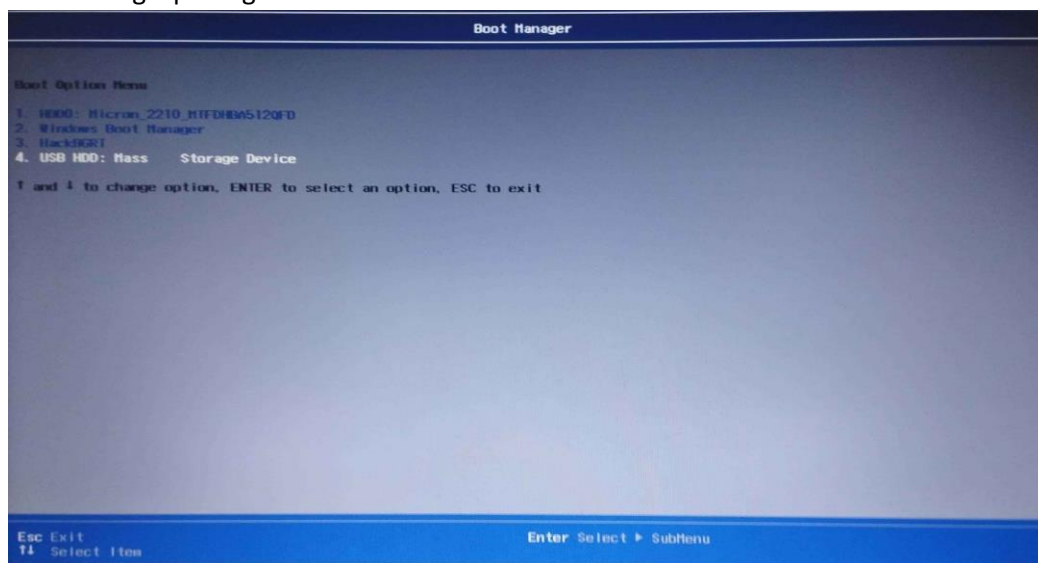 Boot Manager
Boot Option Menu
1. HDD0: Micron_2210_MTFDHBA512QFD
2. Windows Boot Manager
3. HackBGRT
4. USB HDD: Mass    Storage Device
↑ and ↓ to change option, ENTER to select an option, ESC to exit
Esc Exit
↑↓ Select Item
Enter Select ▶ SubMenu